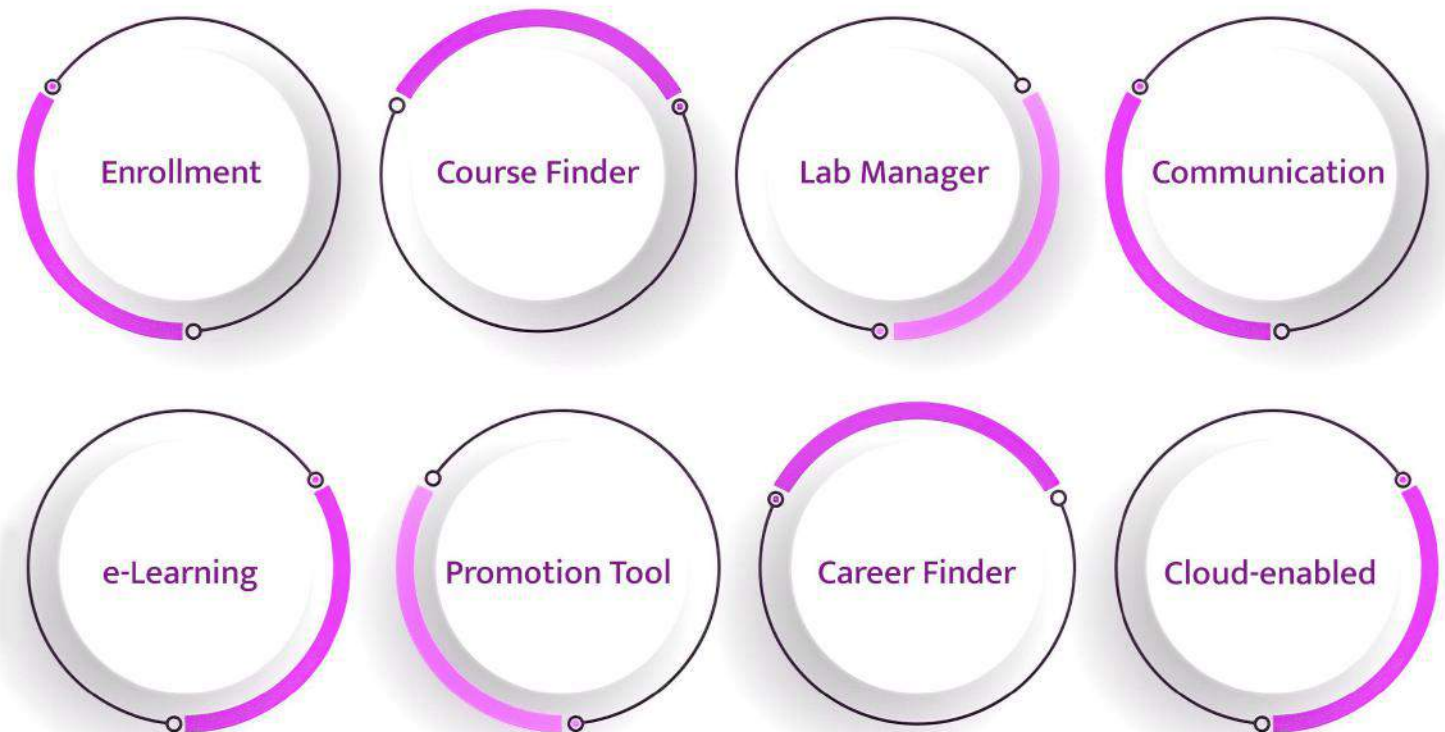 Enrollment
Course Finder
Lab Manager
Communication
e-Learning
Promotion Tool
Career Finder
Cloud-enabled